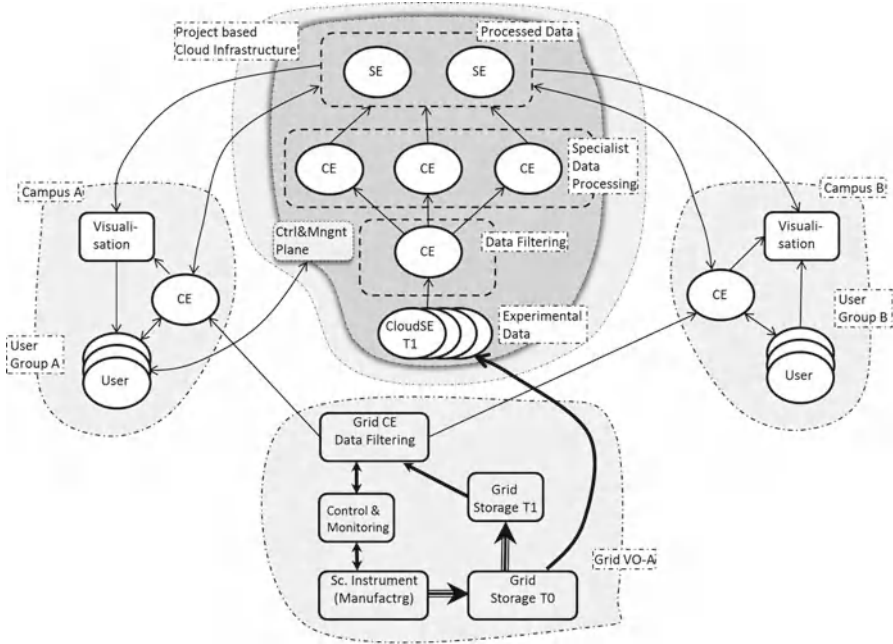 Project based
Cloud Infrastructure
Processed Data
SE
SE
CE
CE
CE
Specialist
Data
Processing
Campus A
Campus B
Visuali-
sation
Ctrl&Mngnt
Plane
CE
Data Filtering
Visualisation
CE
CE
User
Group A
User
CloudSE
T1
Experimental
Data
User
Group B
User
Grid CE
Data Filtering
Grid
Storage T1
Control &
Monitoring
Grid VO-A
Sc. Instrument
(Manufactrg)
Grid
Storage T0